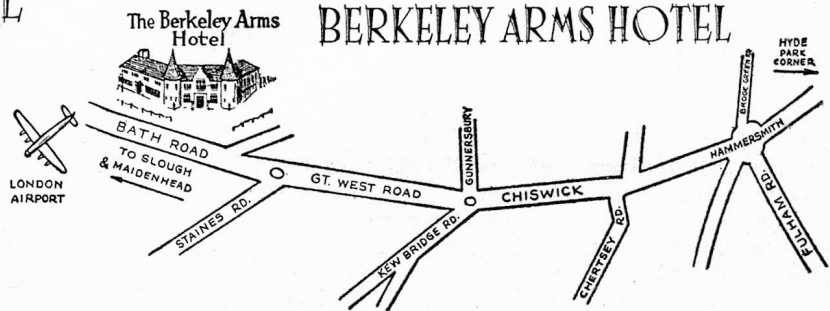 L
The Berkeley Arms
Hotel
BERKELEY ARMS HOTEL
HYDE
PARK
CORNER
BROOK GREEN RD
HAMMERSMITH
FULHAM RD.
GUNNERSBURY
CHISWICK
CHERTSEY RD.
GT. WEST ROAD
KEW BRIDGE RD.
BATH ROAD
TO SLOUGH
& MAIDENHEAD
STAINES RD.
LONDON
AIRPORT